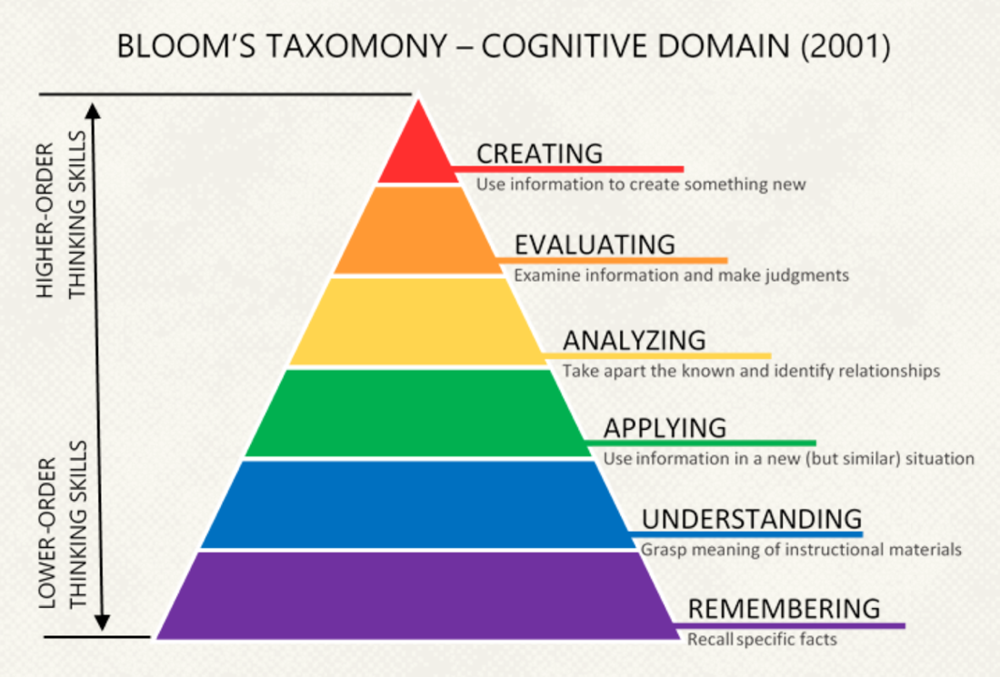 BLOOM’S TAXOMONY – COGNITIVE DOMAIN (2001)
HIGHER-ORDER
THINKING SKILLS
CREATING
Use information to create something new
EVALUATING
Examine information and make judgments
ANALYZING
Take apart the known and identify relationships
APPLYING
Use information in a new (but similar) situation
LOWER-ORDER
THINKING SKILLS
UNDERSTANDING
Grasp meaning of instructional materials
REMEMBERING
Recall specific facts